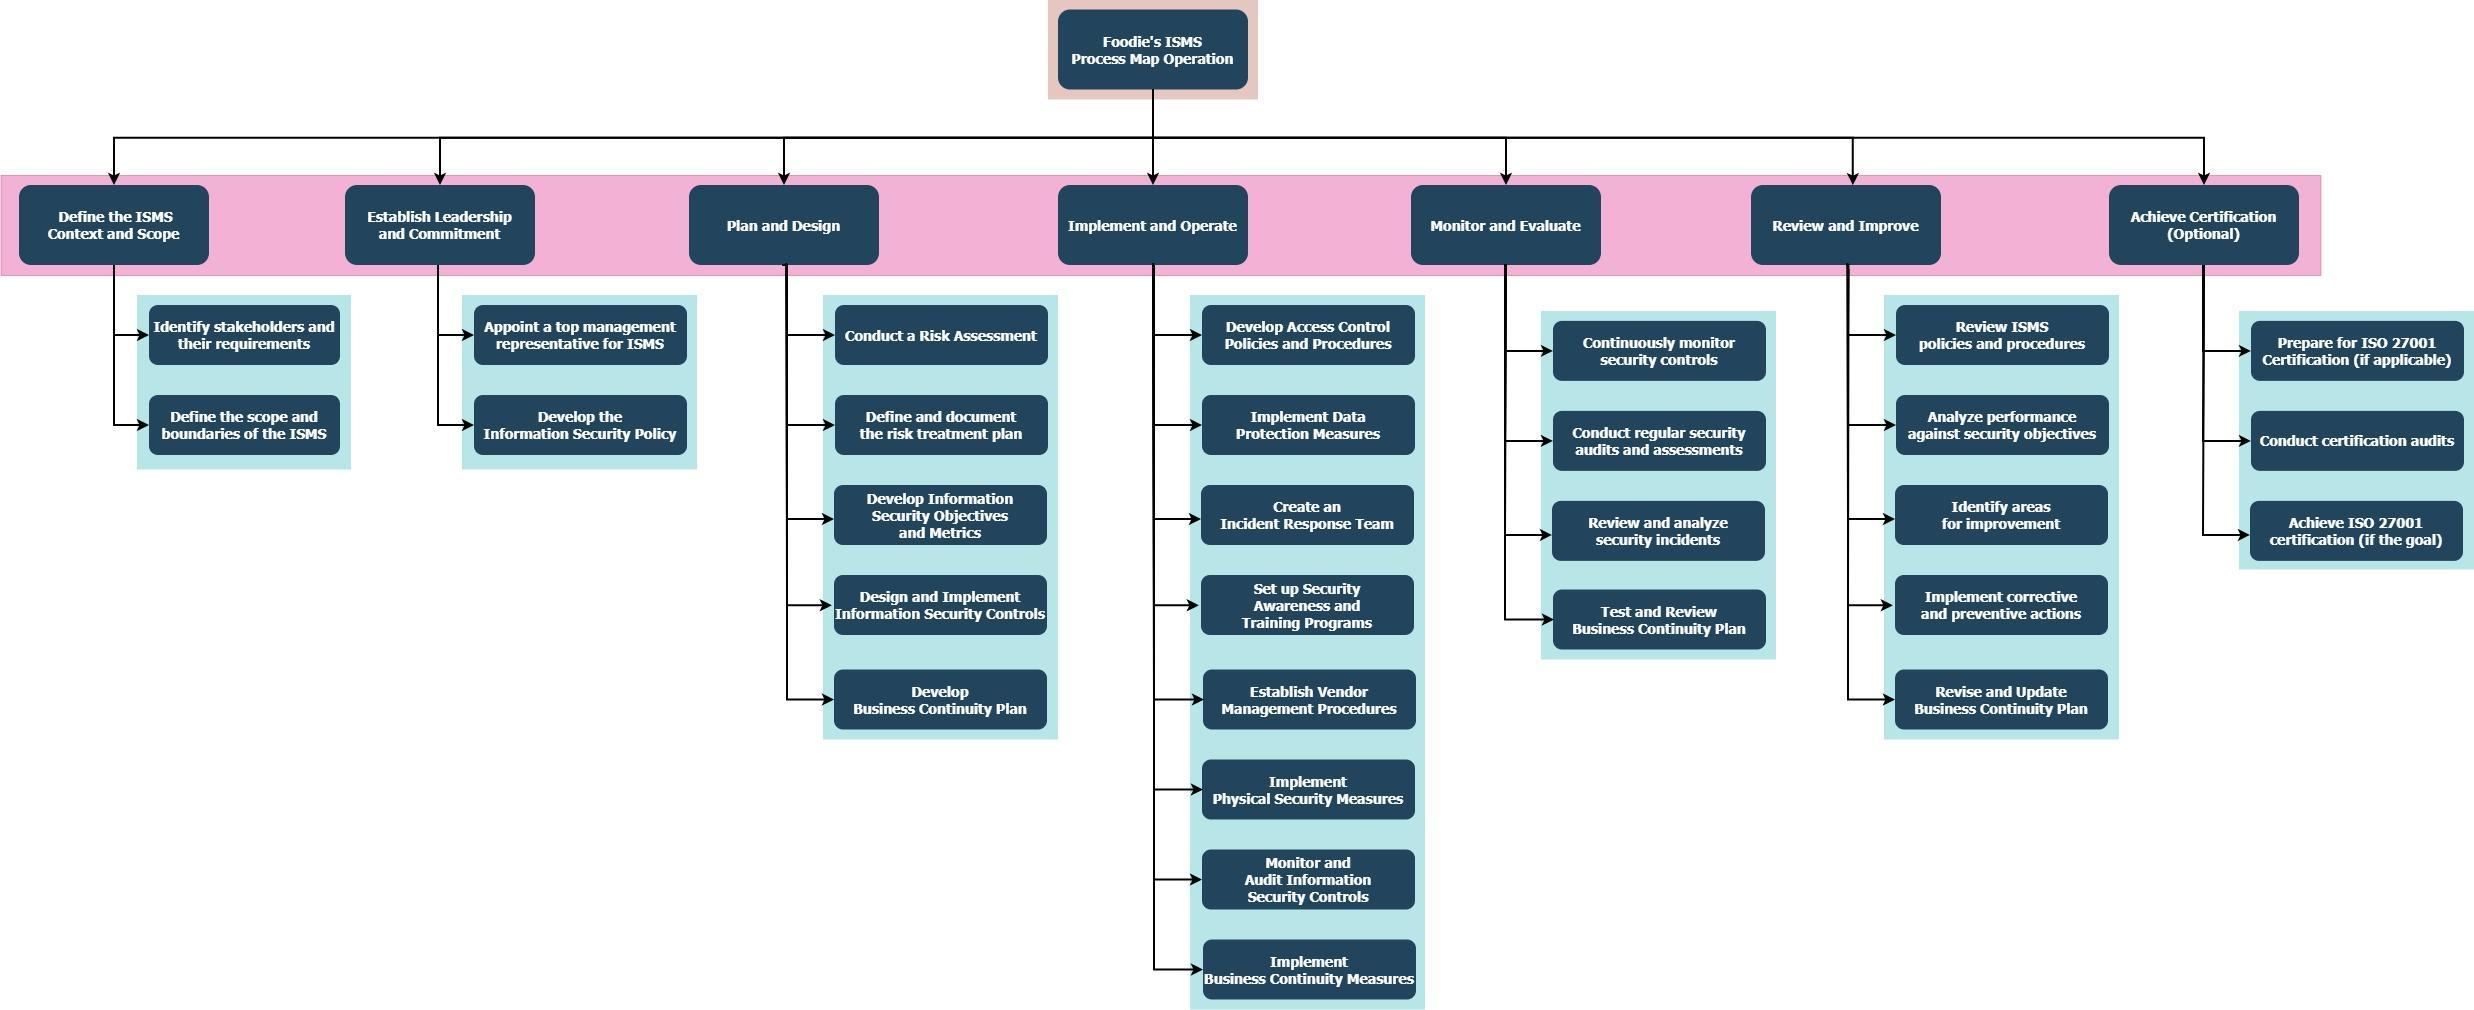 Foodie's ISMS
Process Map Operation
Define the ISMS
Context and Scope
Establish Leadership
and Commitment
Plan and Design
Implement and Operate
Monitor and Evaluate
Review and Improve
Achieve Certification
(Optional)
Identify stakeholders and
their requirements
Define the scope and
boundaries of the ISMS
Appoint a top management
representative for ISMS
Develop the
Information Security Policy
Conduct a Risk Assessment
Define and document
the risk treatment plan
Develop Information
Security Objectives
and Metrics
Design and Implement
Information Security Controls
Develop
Business Continuity Plan
Develop Access Control
Policies and Procedures
Implement Data
Protection Measures
Create an
Incident Response Team
Set up Security
Awareness and
Training Programs
Establish Vendor
Management Procedures
Implement
Physical Security Measures
Monitor and
Audit Information
Security Controls
Implement
Business Continuity Measures
Continuously monitor
security controls
Conduct regular security
audits and assessments
Review and analyze
security incidents
Test and Review
Business Continuity Plan
Review ISMS
policies and procedures
Analyze performance
against security objectives
Identify areas
for improvement
Implement corrective
and preventive actions
Revise and Update
Business Continuity Plan
Prepare for ISO 27001
Certification (if applicable)
Conduct certification audits
Achieve ISO 27001
certification (if the goal)